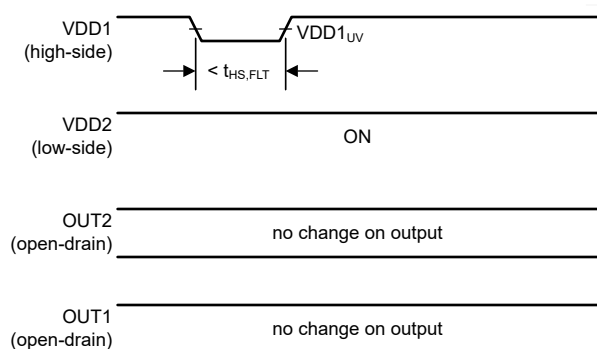 VDD1
(high-side)
VDD1UV
< tHS,FLT
VDD2
(low-side)
ON
OUT2
(open-drain)
no change on output
OUT1
(open-drain)
no change on output